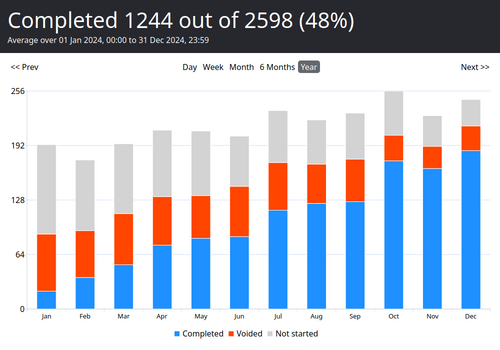 Completed 1244 out of 2598 (48%)
Average over 01 Jan 2024, 00:00 to 31 Dec 2024, 23:59
<< Prev Day Week Month 6 Months Year Next >>
256
192
128
64
0
Jan Feb Mar Apr May Jun Jul Aug Sep Oct Nov Dec
Completed Voided Not started